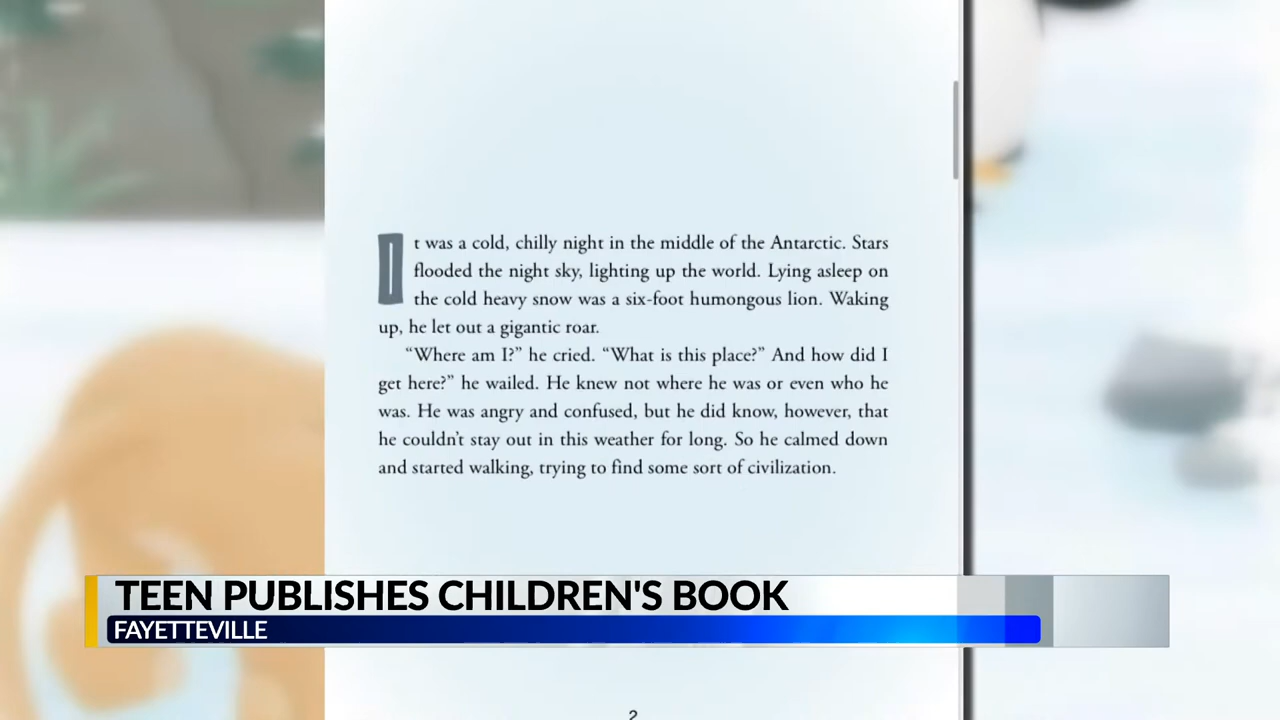 It was a cold, chilly night in the middle of the Antarctic. Stars
flooded the night sky, lighting up the world. Lying asleep on
the cold heavy snow was a six-foot humongous lion. Waking
up, he let out a gigantic roar.
“Where am I?” he cried. “What is this place?” And how did I
get here?” he wailed. He knew not where he was or even who he
was. He was angry and confused, but he did know, however, that
he couldn’t stay out in this weather for long. So he calmed down
and started walking, trying to find some sort of civilization.
TEEN PUBLISHES CHILDREN'S BOOK
FAYETTEVILLE
2